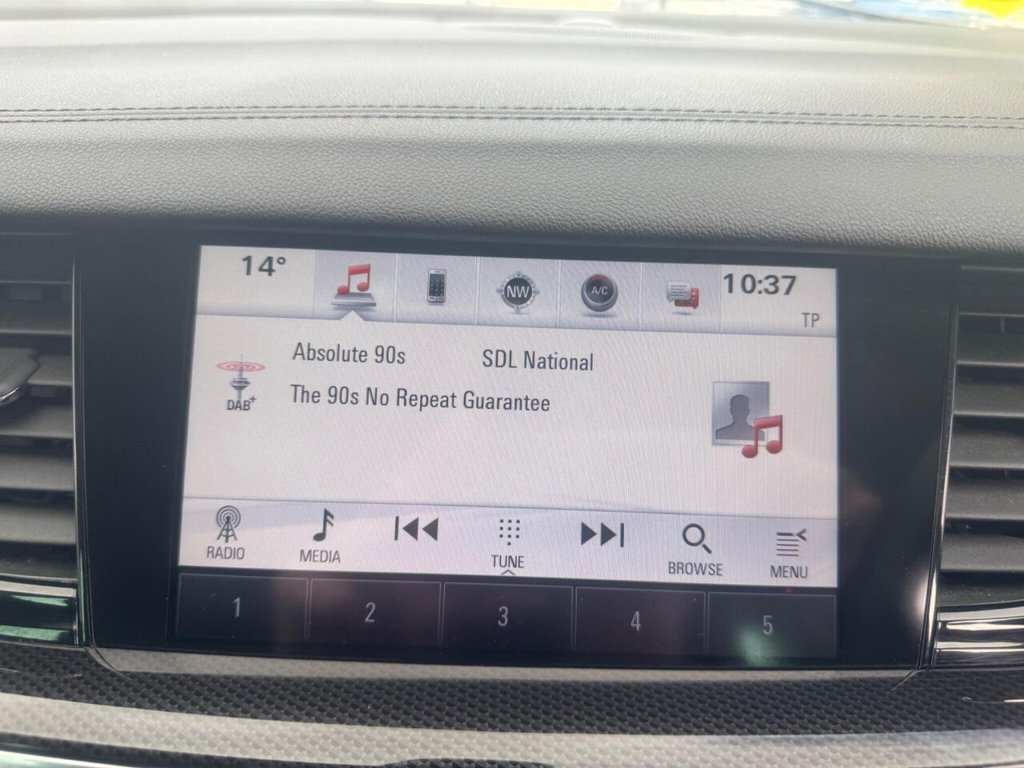 14°
NW
A/C
10:37
TP
Absolute 90s SDL National
The 90s No Repeat Guarantee
DAB+
RADIO
MEDIA
TUNE
BROWSE
MENU
1 2 3 4 5